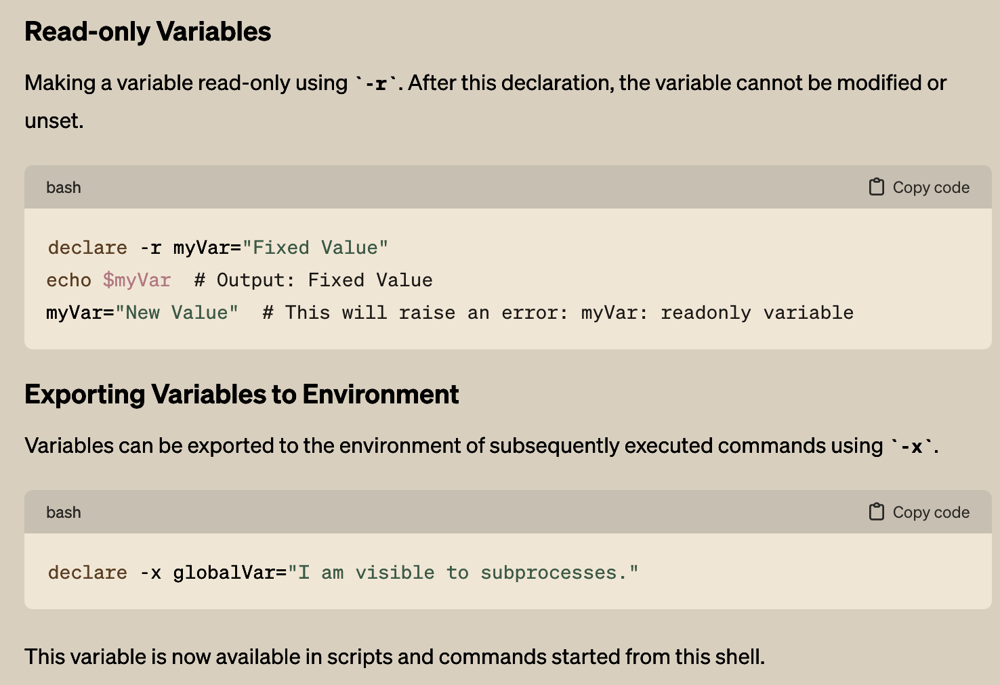 Read-only Variables
Making a variable read-only using `-r`. After this declaration, the variable cannot be modified or
unset.
bash
Copy code
declare -r myVar="Fixed Value"
echo $myVar  # Output: Fixed Value
myVar="New Value"  # This will raise an error: myVar: readonly variable
Exporting Variables to Environment
Variables can be exported to the environment of subsequently executed commands using `-x`.
bash
Copy code
declare -x globalVar="I am visible to subprocesses."
This variable is now available in scripts and commands started from this shell.